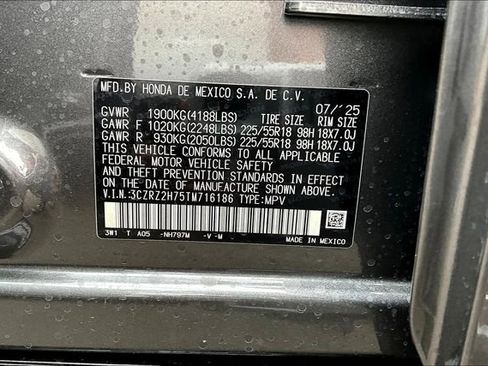 MFD.BY HONDA DE MEXICO S.A. DE C.V.
07/'25
GVWR 1900KG(4188LBS) TIRE SIZE RIM SIZE
GAWR F 1020KG(2248LBS) 225/55R18 98H 18X7.0J
GAWR R 930KG(2050LBS) 225/55R18 98H 18X7.0J
THIS VEHICLE CONFORMS TO ALL APPLICABLE
FEDERAL MOTOR VEHICLE SAFETY STANDARDS IN EFFECT
ON THE DATE OF MANUFACTURE SHOWN ABOVE.
V.I.N.:3CZRZ2H75TM716186 TYPE:MPV
3W1 T A05 -NH797M -V -M
MADE IN MEXICO